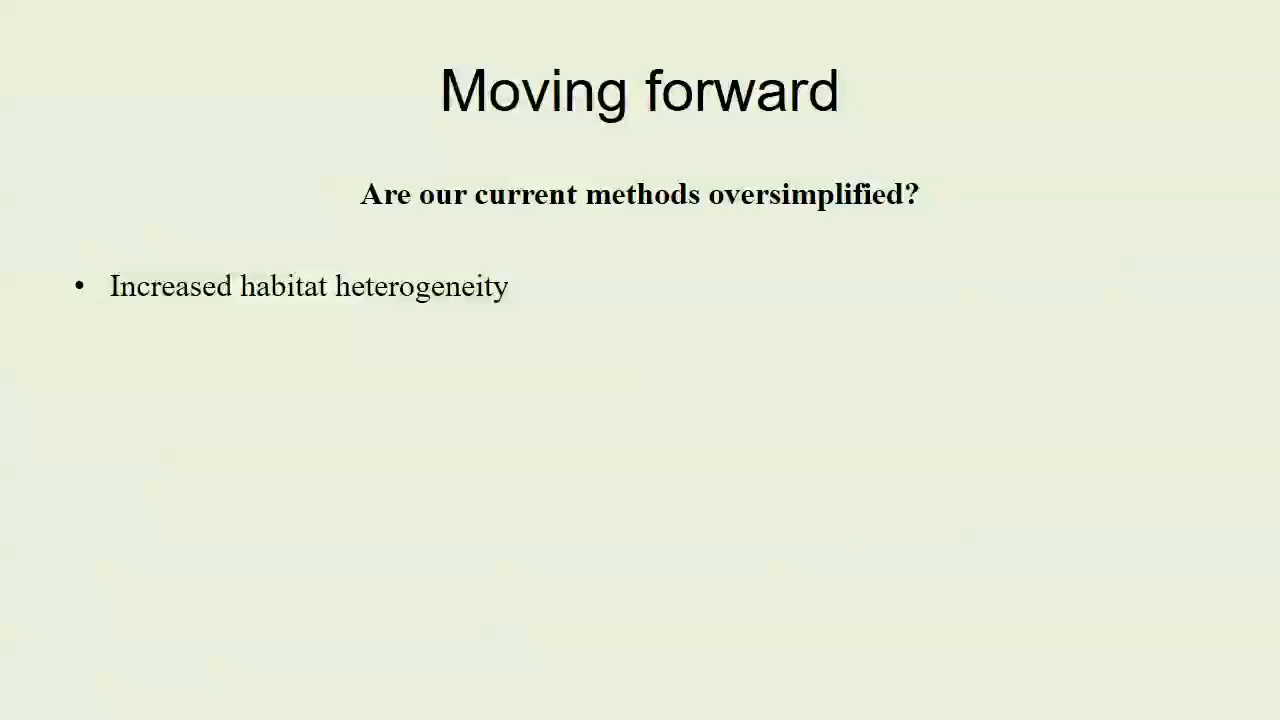 Moving forward
Are our current methods oversimplified?
• Increased habitat heterogeneity